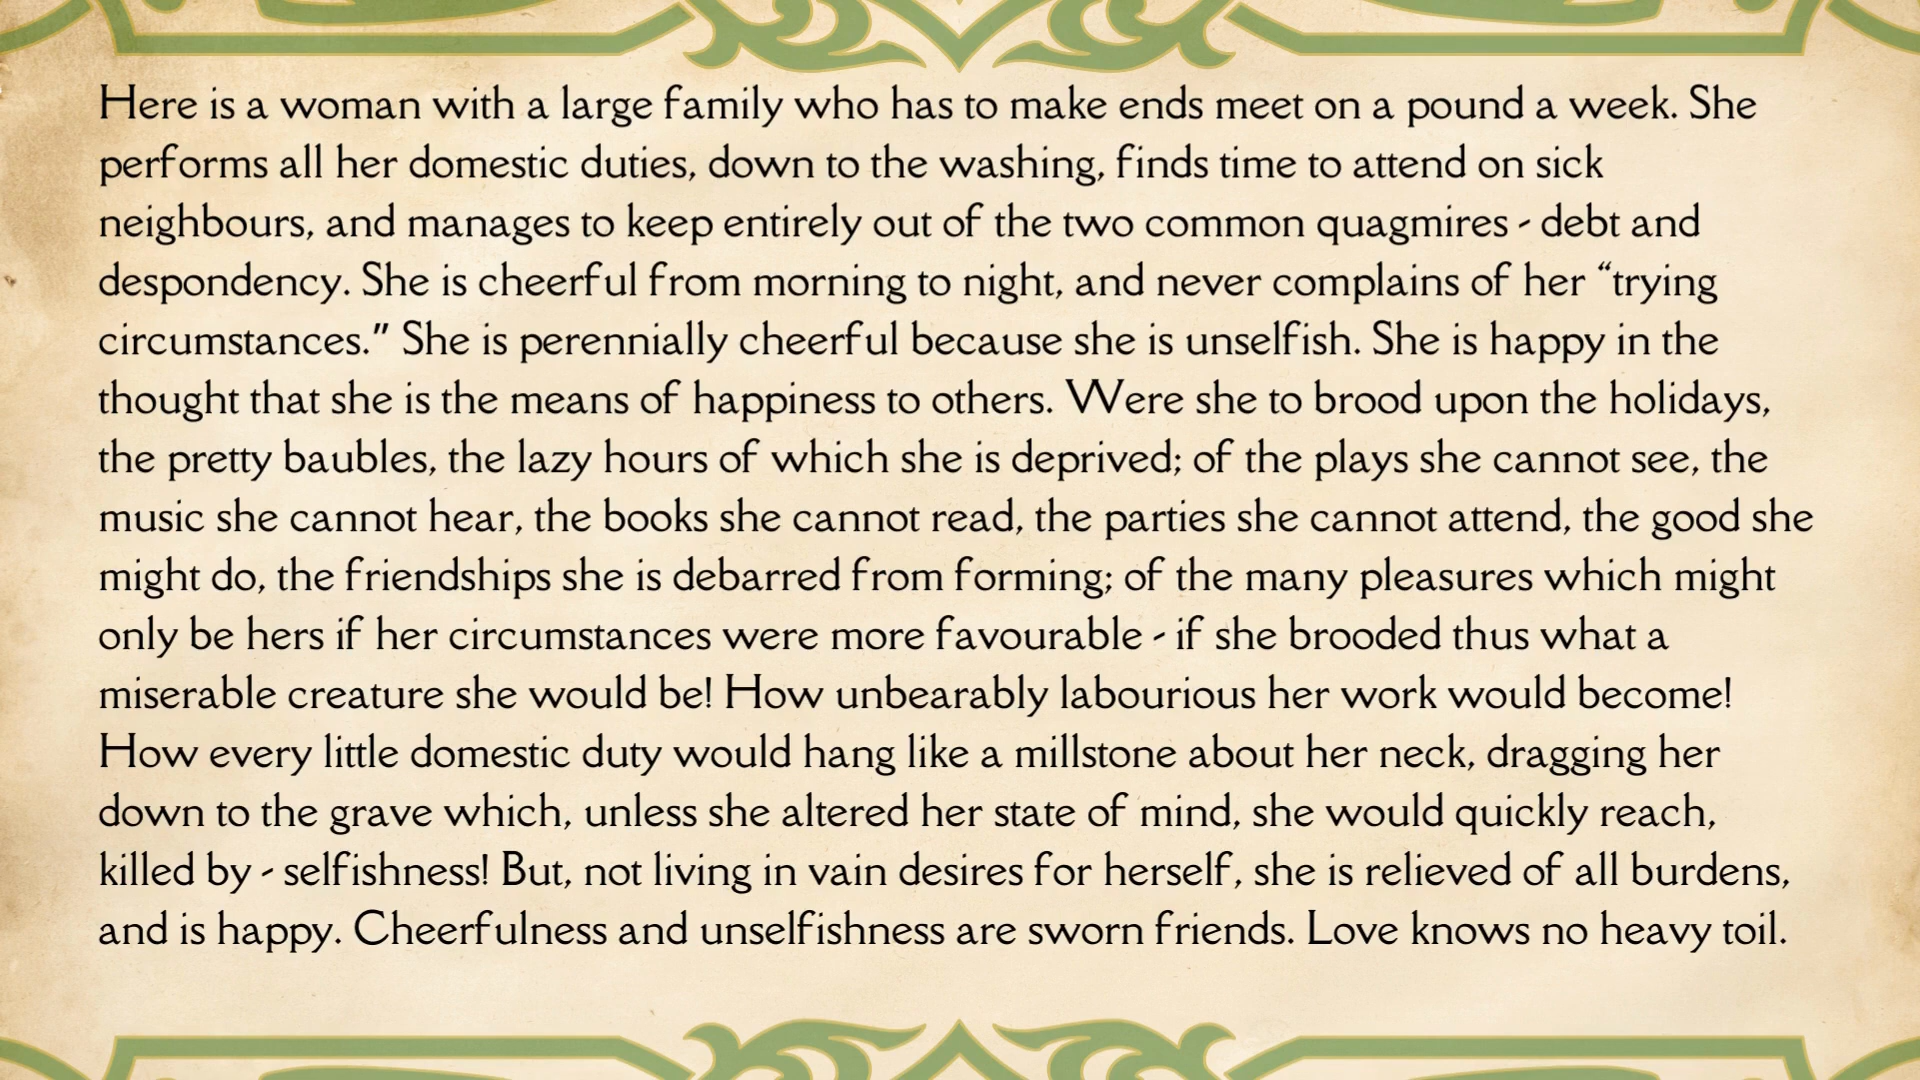 Here is a woman with a large family who has to make ends meet on a pound a week. She
performs all her domestic duties, down to the washing, finds time to attend on sick
neighbours, and manages to keep entirely out of the two common quagmires - debt and
despondency. She is cheerful from morning to night, and never complains of her “trying
circumstances.” She is perennially cheerful because she is unselfish. She is happy in the
thought that she is the means of happiness to others. Were she to brood upon the holidays,
the pretty baubles, the lazy hours of which she is deprived; of the plays she cannot see, the
music she cannot hear, the books she cannot read, the parties she cannot attend, the good she
might do, the friendships she is debarred from forming; of the many pleasures which might
only be hers if her circumstances were more favourable - if she brooded thus what a
miserable creature she would be! How unbearably labourious her work would become!
How every little domestic duty would hang like a millstone about her neck, dragging her
down to the grave which, unless she altered her state of mind, she would quickly reach,
killed by - selfishness! But, not living in vain desires for herself, she is relieved of all burdens,
and is happy. Cheerfulness and unselfishness are sworn friends. Love knows no heavy toil.